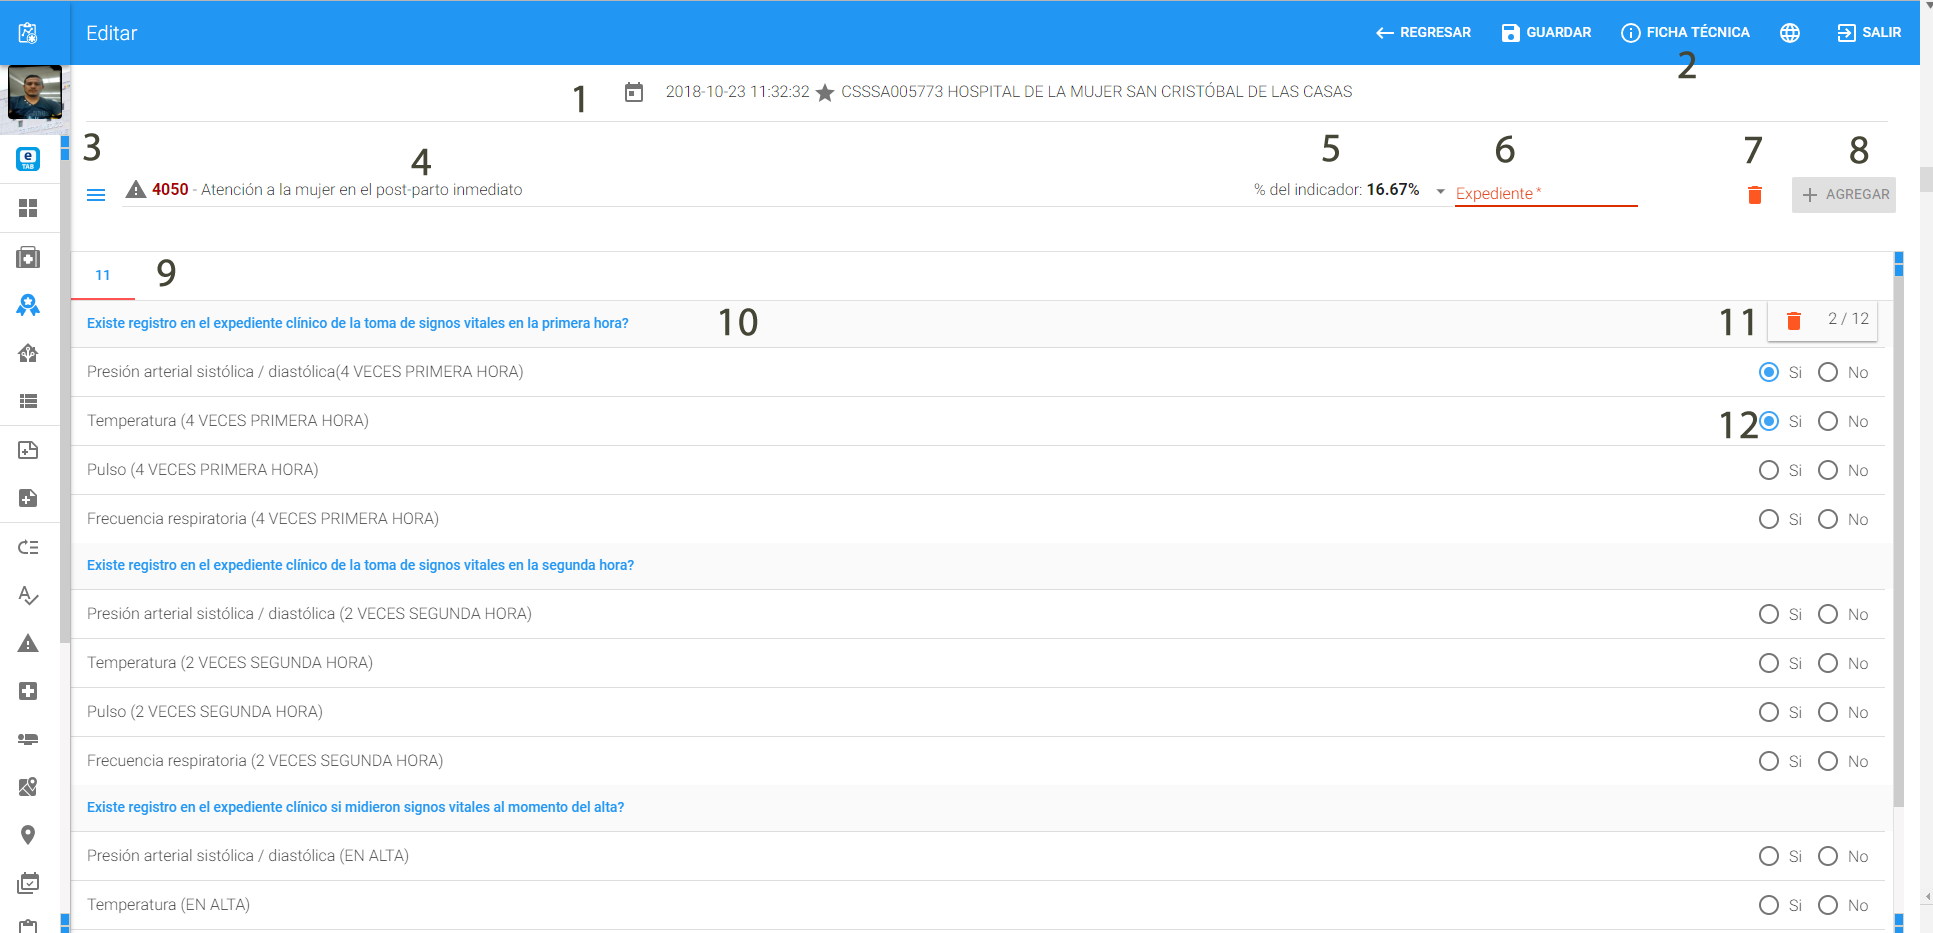 Editar
REGRESAR GUARDAR FICHA TÉCNICA SALIR
2
1 2018-10-23 11:32:32 CSSSA005773 HOSPITAL DE LA MUJER SAN CRISTÓBAL DE LAS CASAS
e
TAB
3 4 5 6 7 8
4050 - Atención a la mujer en el post-parto inmediato % del indicador: 16.67% Expediente * AGREGAR
11 9
Existe registro en el expediente clínico de la toma de signos vitales en la primera hora? 10 11 2 / 12
Presión arterial sistólica / diastólica(4 VECES PRIMERA HORA) Si No
Temperatura (4 VECES PRIMERA HORA) 12 Si No
Pulso (4 VECES PRIMERA HORA) Si No
Frecuencia respiratoria (4 VECES PRIMERA HORA) Si No
Existe registro en el expediente clínico de la toma de signos vitales en la segunda hora?
Presión arterial sistólica / diastólica (2 VECES SEGUNDA HORA) Si No
Temperatura (2 VECES SEGUNDA HORA) Si No
Pulso (2 VECES SEGUNDA HORA) Si No
Frecuencia respiratoria (2 VECES SEGUNDA HORA) Si No
Existe registro en el expediente clínico si midieron signos vitales al momento del alta?
Presión arterial sistólica / diastólica (EN ALTA) Si No
Temperatura (EN ALTA) Si No